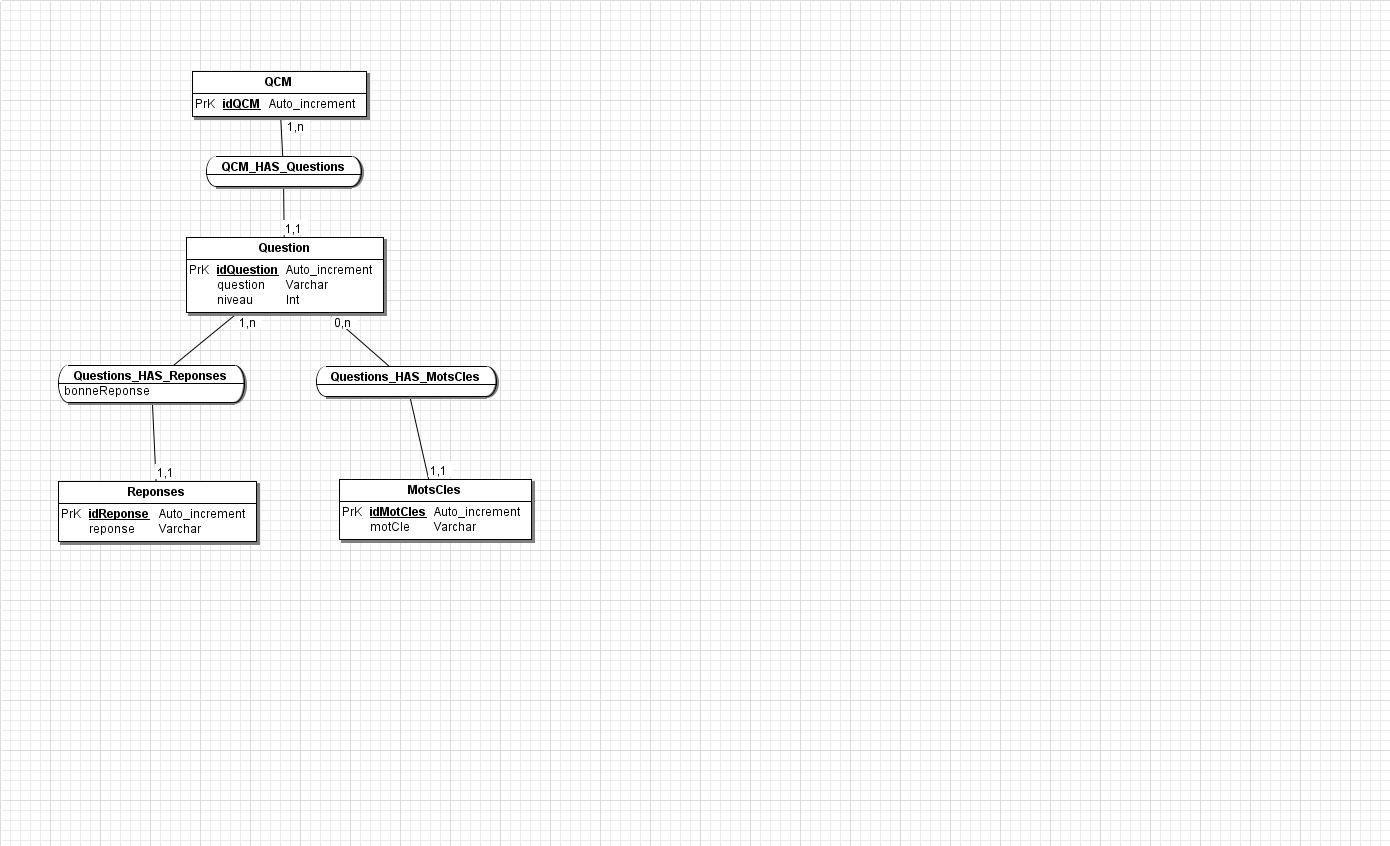 QCM
PrK idQCM Auto_increment
1,n
QCM_HAS_Questions
1,1
Question
PrK idQuestion Auto_increment
question Varchar
niveau Int
1,n 0,n
Questions_HAS_Reponses
bonneReponse
Questions_HAS_MotsCles
1,1
Reponses
PrK idReponse Auto_increment
reponse Varchar
1,1
MotsCles
PrK idMotCles Auto_increment
motCle Varchar